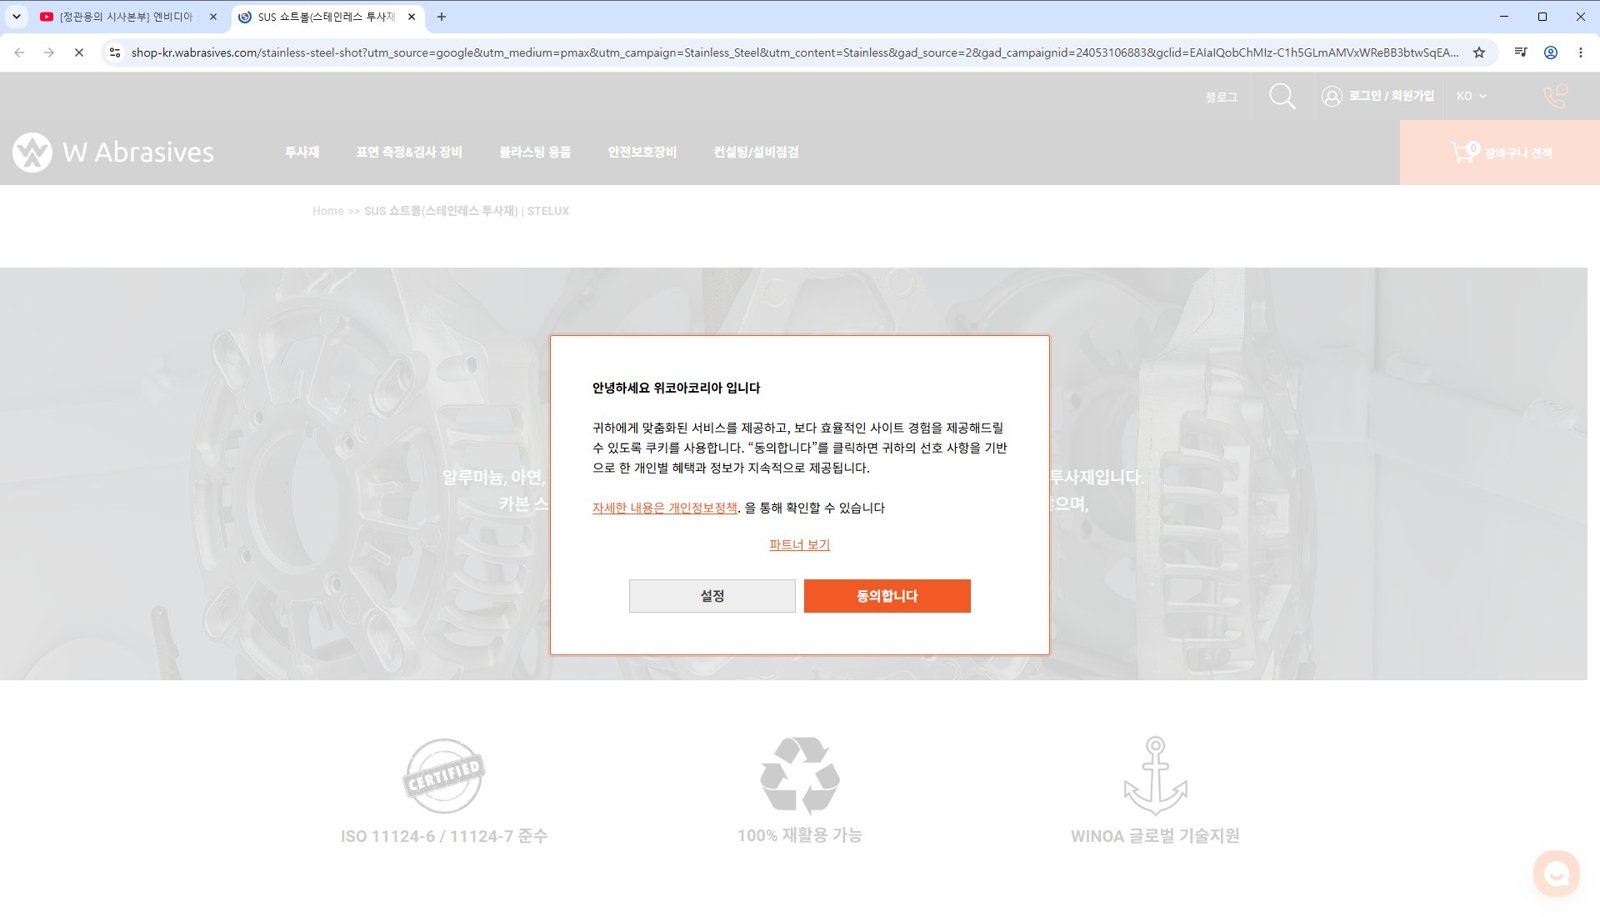 [정관용의 시사본부] 엔비디아
SUS 쇼트볼(스테인레스 투사재
shop-kr.wabrasives.com/stainless-steel-shot?utm_source=google&utm_medium=pmax&utm_campaign=Stainless_Steel&utm_content=Stainless&gad_source=2&gad_campaignid=24053106883&gclid=EAIaIQobChMIz-C1h5GLmAMVxWReBB3btwSqEA...
블로그
로그인 / 회원가입
KO
W Abrasives
투사재
표면 측정&검사 장비
블라스팅 용품
안전보호장비
컨설팅/설비점검
0
장바구니 견적
Home >> SUS 쇼트볼(스테인레스 투사재) | STELUX
안녕하세요 위코아코리아 입니다
귀하에게 맞춤화된 서비스를 제공하고, 보다 효율적인 사이트 경험을 제공해드릴
수 있도록 쿠키를 사용합니다. “동의합니다”를 클릭하면 귀하의 선호 사항을 기반
으로 한 개인별 혜택과 정보가 지속적으로 제공됩니다.
알루미늄, 아연,
투사재입니다.
카본 스
으며,
자세한 내용은 개인정보정책. 을 통해 확인할 수 있습니다
파트너 보기
설정
동의합니다
CERTIFIED
ISO 11124-6 / 11124-7 준수
100% 재활용 가능
WINOA 글로벌 기술지원